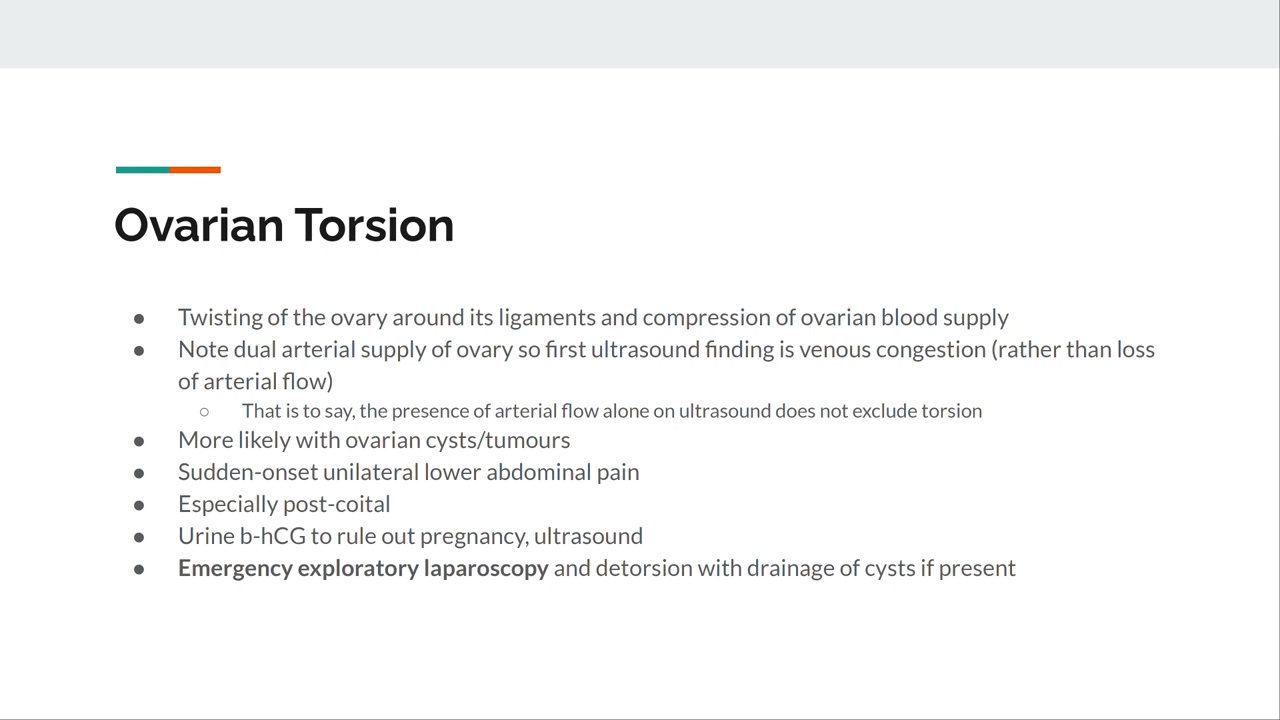 Ovarian Torsion
● Twisting of the ovary around its ligaments and compression of ovarian blood supply
● Note dual arterial supply of ovary so first ultrasound finding is venous congestion (rather than loss
of arterial flow)
○ That is to say, the presence of arterial flow alone on ultrasound does not exclude torsion
● More likely with ovarian cysts/tumours
● Sudden-onset unilateral lower abdominal pain
● Especially post-coital
● Urine b-hCG to rule out pregnancy, ultrasound
● Emergency exploratory laparoscopy and detorsion with drainage of cysts if present